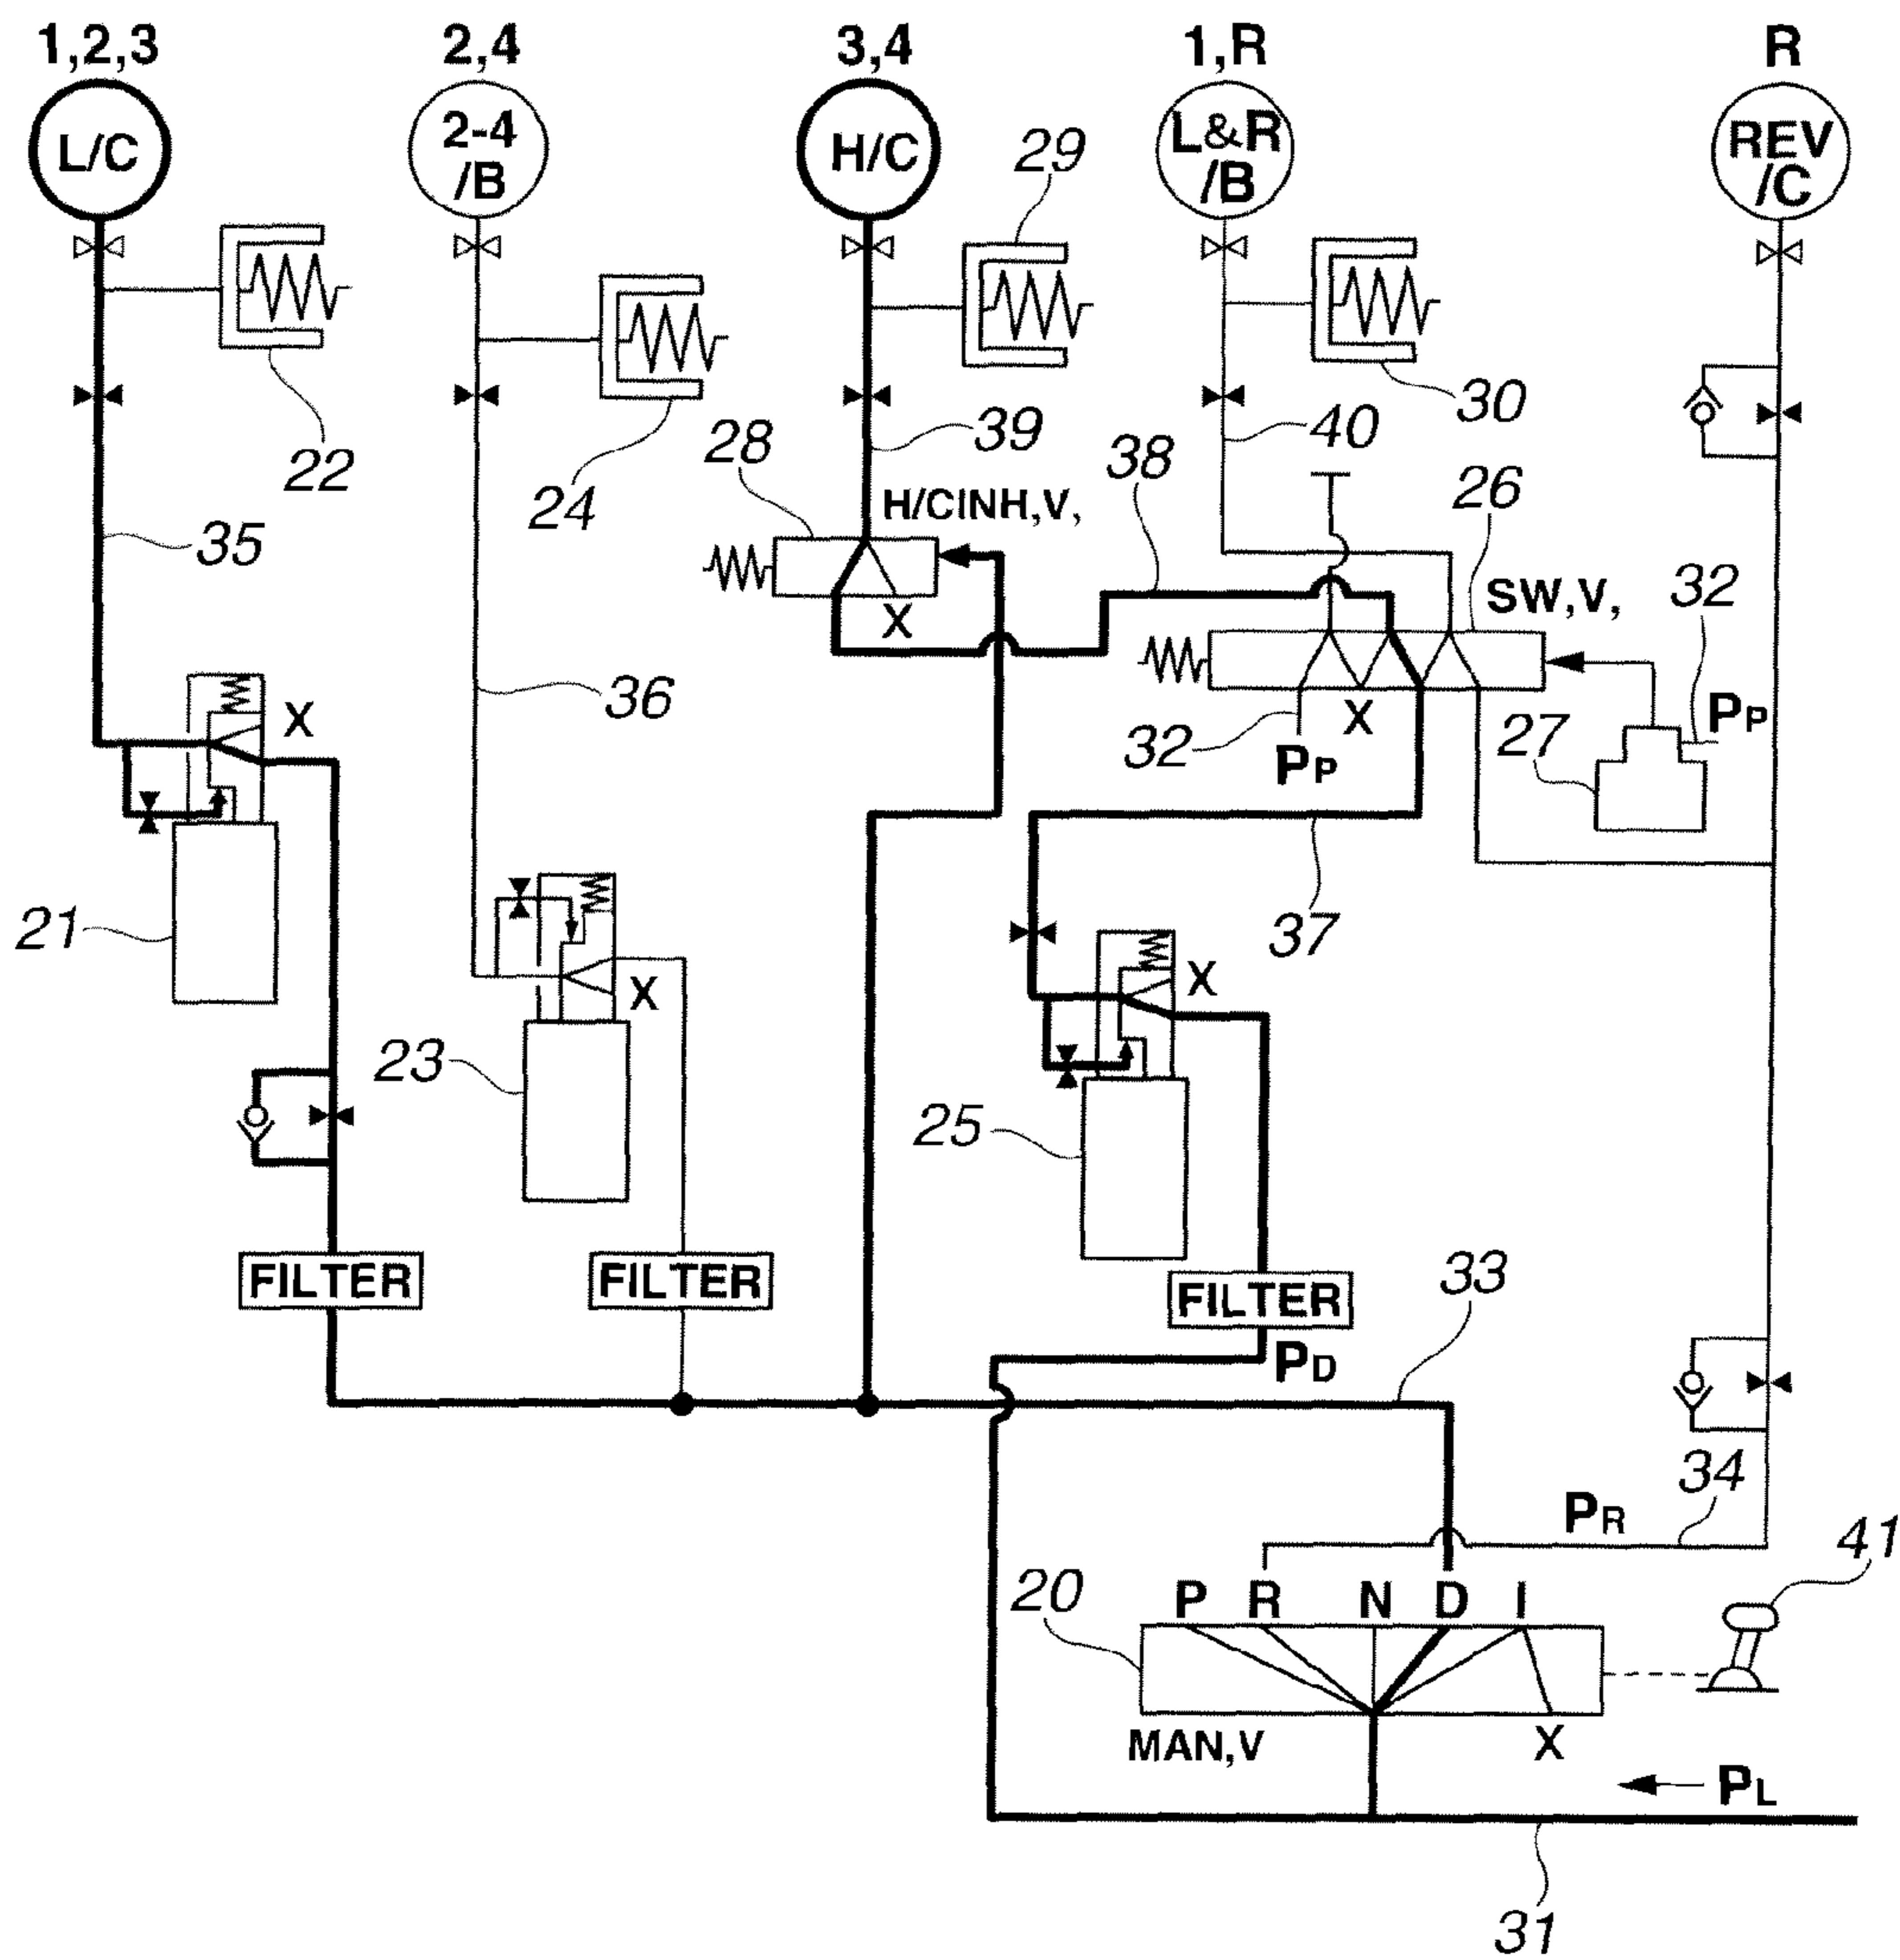 1,2,3
2,4
3,4
1,R
R
L/C
2-4
/B
H/C
L&R
/B
REV
/C
29
22
24
28
39
30
40
38
26
H/CINH,V,
35
X
SW,V,
32
36
X
32
PP
X
27
PP
21
23
X
37
X
25
FILTER
FILTER
FILTER
33
PD
34
PR
41
20
P R N D I
MAN,V
X
PL
31